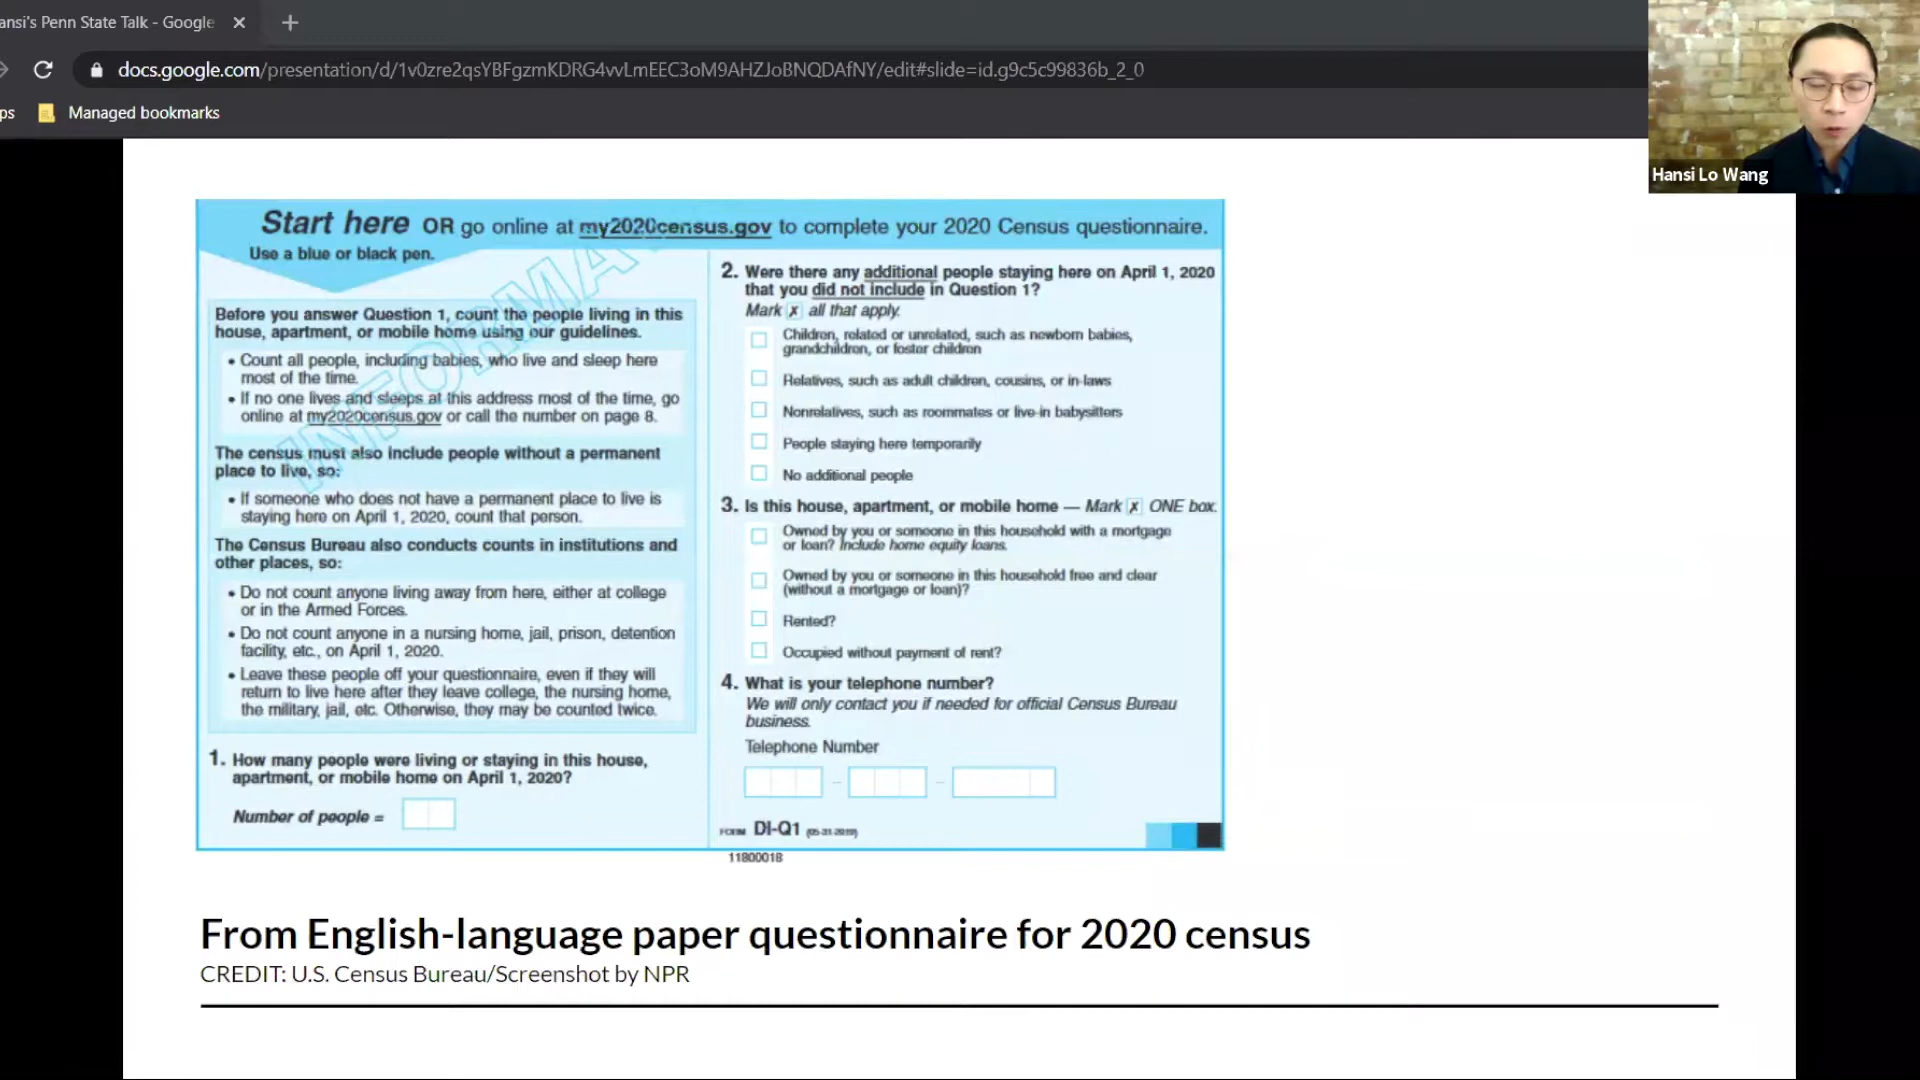 ansi's Penn State Talk - Google
docs.google.com/presentation/d/1v0zre2qsYBFgzmKDRG4vvLmEEC3oM9AHZJoBNQDAfNY/edit#slide=id.g9c5c99836b_2_0
ps Managed bookmarks
Hansi Lo Wang
Start here OR go online at my2020census.gov to complete your 2020 Census questionnaire.
Use a blue or black pen.
INFORMA
Before you answer Question 1, count the people living in this
house, apartment, or mobile home using our guidelines.
• Count all people, including babies, who live and sleep here
most of the time.
• If no one lives and sleeps at this address most of the time, go
online at my2020census.gov or call the number on page 8.
The census must also include people without a permanent
place to live, so:
• If someone who does not have a permanent place to live is
staying here on April 1, 2020, count that person.
The Census Bureau also conducts counts in institutions and
other places, so:
• Do not count anyone living away from here, either at college
or in the Armed Forces.
• Do not count anyone in a nursing home, jail, prison, detention
facility, etc., on April 1, 2020.
• Leave these people off your questionnaire, even if they will
return to live here after they leave college, the nursing home,
the military, jail, etc. Otherwise, they may be counted twice.
1. How many people were living or staying in this house,
apartment, or mobile home on April 1, 2020?
Number of people =
2. Were there any additional people staying here on April 1, 2020
that you did not include in Question 1?
Mark X all that apply.
Children, related or unrelated, such as newborn babies,
grandchildren, or foster children
Relatives, such as adult children, cousins, or in-laws
Nonrelatives, such as roommates or live-in babysitters
People staying here temporarily
No additional people
3. Is this house, apartment, or mobile home — Mark X ONE box.
Owned by you or someone in this household with a mortgage
or loan? Include home equity loans.
Owned by you or someone in this household free and clear
(without a mortgage or loan)?
Rented?
Occupied without payment of rent?
4. What is your telephone number?
We will only contact you if needed for official Census Bureau
business.
Telephone Number
FORM DI-Q1 (05-31-2019)
11800018
From English-language paper questionnaire for 2020 census
CREDIT: U.S. Census Bureau/Screenshot by NPR